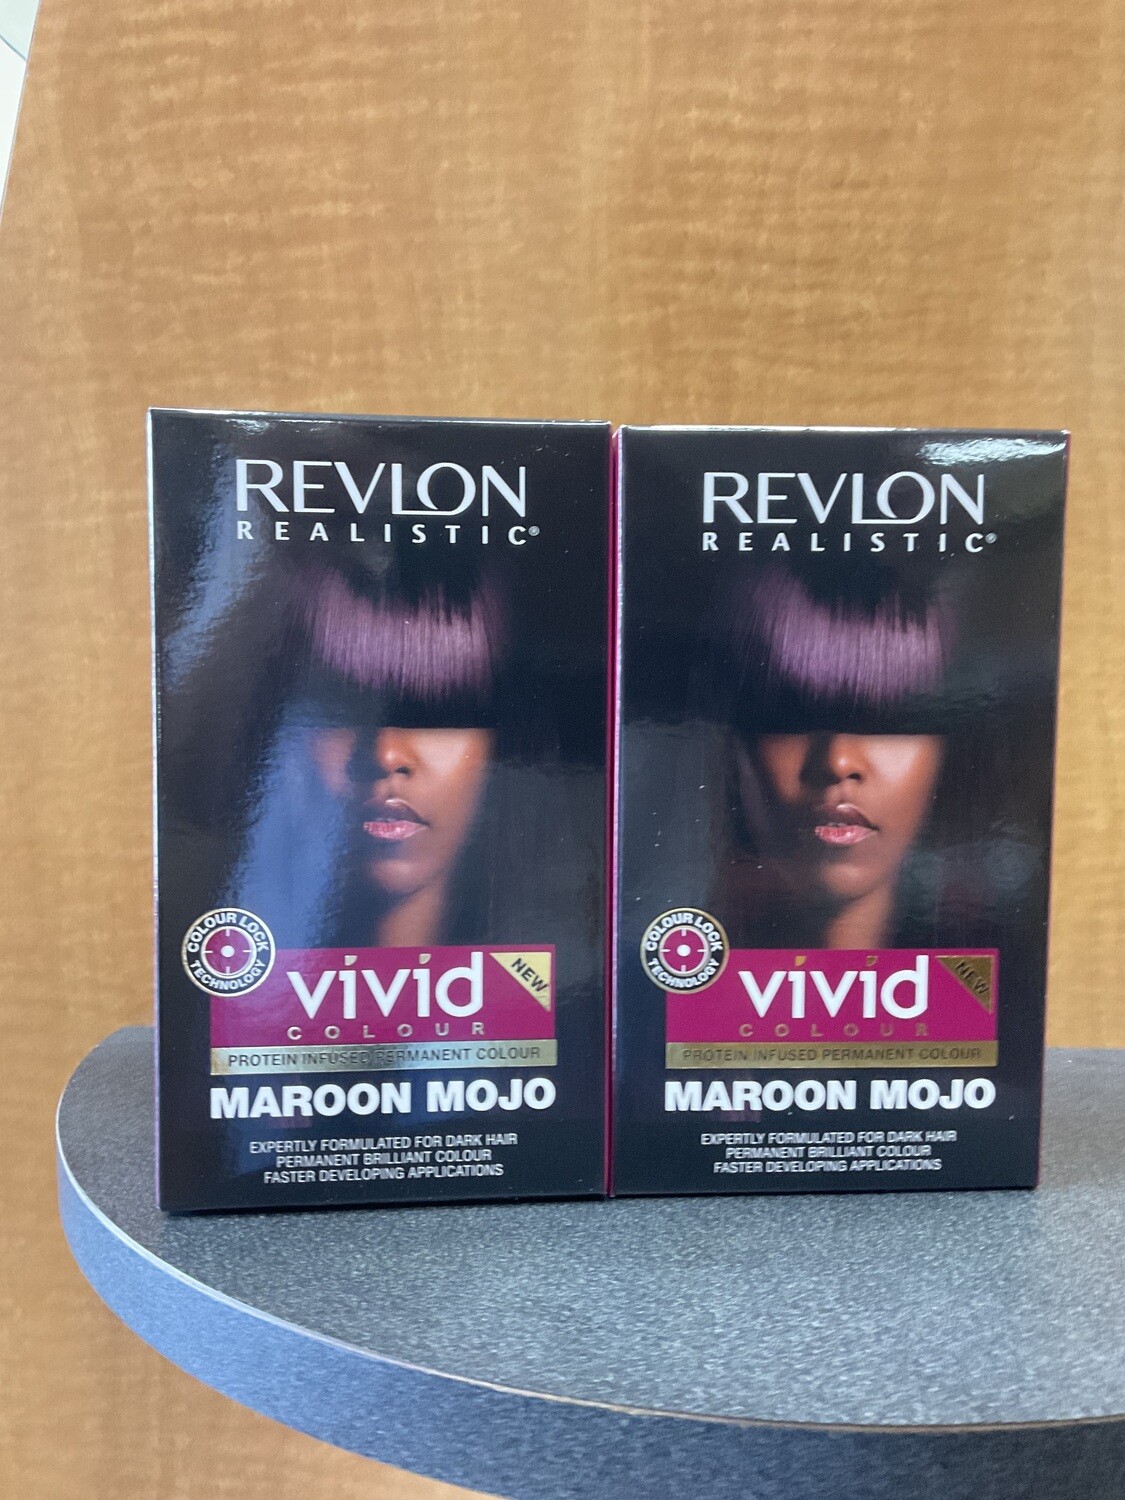 REVLON
REALISTIC®
COLOUR LOCK
TECHNOLOGY
vivid
NEW
COLOUR
PROTEIN INFUSED PERMANENT COLOUR
MAROON MOJO
EXPERTLY FORMULATED FOR DARK HAIR
PERMANENT BRILLIANT COLOUR
FASTER DEVELOPING APPLICATIONS
REVLON
REALISTIC®
COLOUR LOCK
TECHNOLOGY
vivid
NEW
COLOUR
PROTEIN INFUSED PERMANENT COLOUR
MAROON MOJO
EXPERTLY FORMULATED FOR DARK HAIR
PERMANENT BRILLIANT COLOUR
FASTER DEVELOPING APPLICATIONS